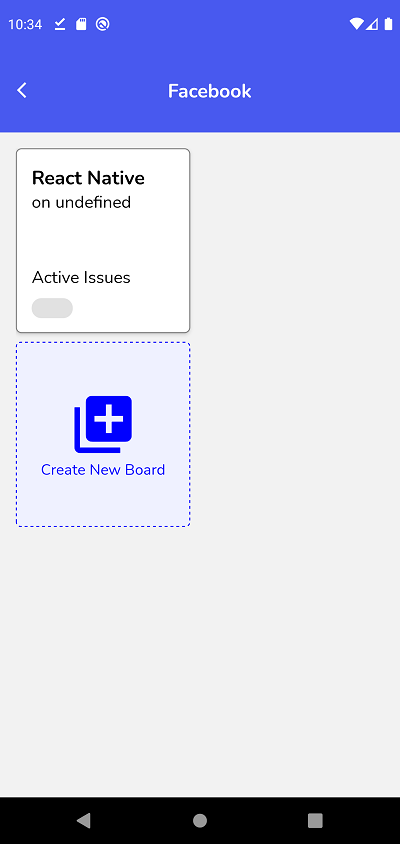 10:34
Facebook
React Native
on undefined
Active Issues
Create New Board